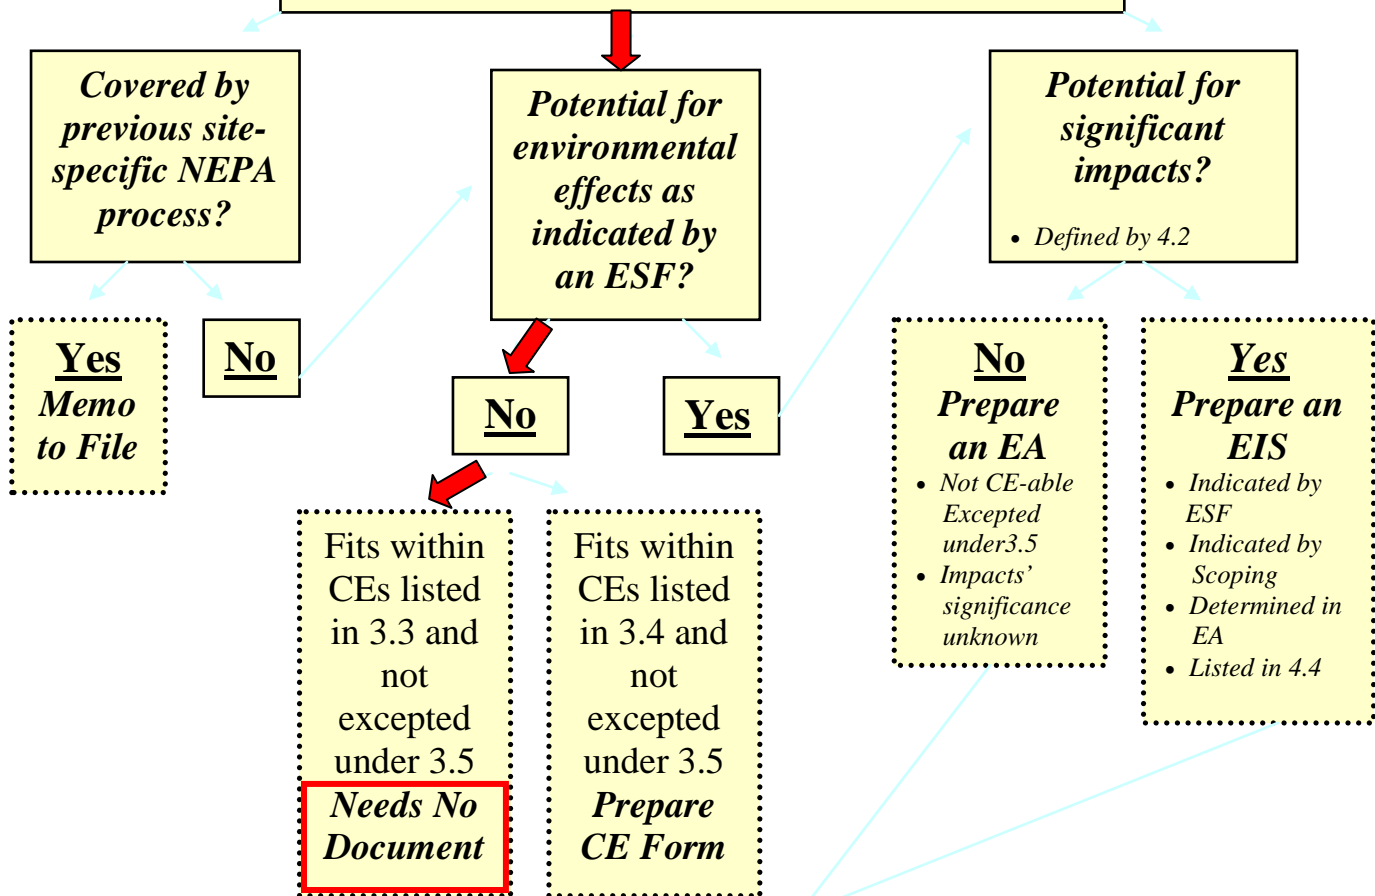 Covered by
previous site-
specific NEPA
process?
Yes
Memo
to File
No
Potential for
environmental
effects as
indicated by
an ESF?
No
Yes
Fits within
CEs listed
in 3.3 and
not
excepted
under 3.5
Needs No
Document
Fits within
CEs listed
in 3.4 and
not
excepted
under 3.5
Prepare
CE Form
Potential for
significant
impacts?
• Defined by 4.2
No
Prepare
an EA
• Not CE-able
Excepted
under3.5
• Impacts’
significance
unknown
Yes
Prepare an
EIS
• Indicated by
ESF
• Indicated by
Scoping
• Determined in
EA
• Listed in 4.4